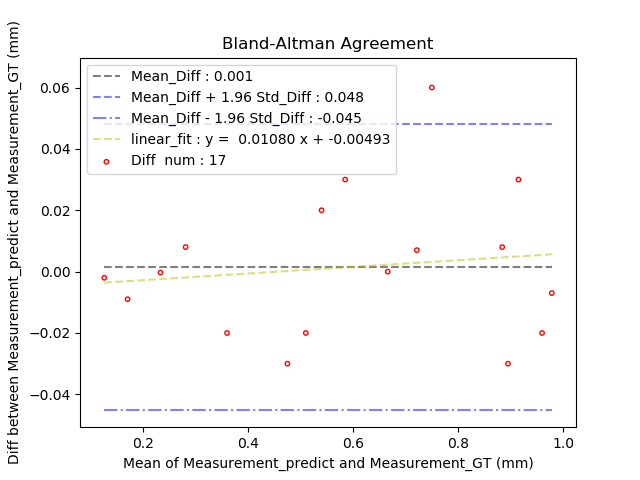 Bland-Altman Agreement
Diff between Measurement_predict and Measurement_GT (mm)
Mean_Diff : 0.001
Mean_Diff + 1.96 Std_Diff : 0.048
Mean_Diff - 1.96 Std_Diff : -0.045
linear_fit : y =  0.01080 x + -0.00493
Diff  num : 17
0.06
0.04
0.02
0.00
−0.02
−0.04
0.2 0.4 0.6 0.8 1.0
Mean of Measurement_predict and Measurement_GT (mm)